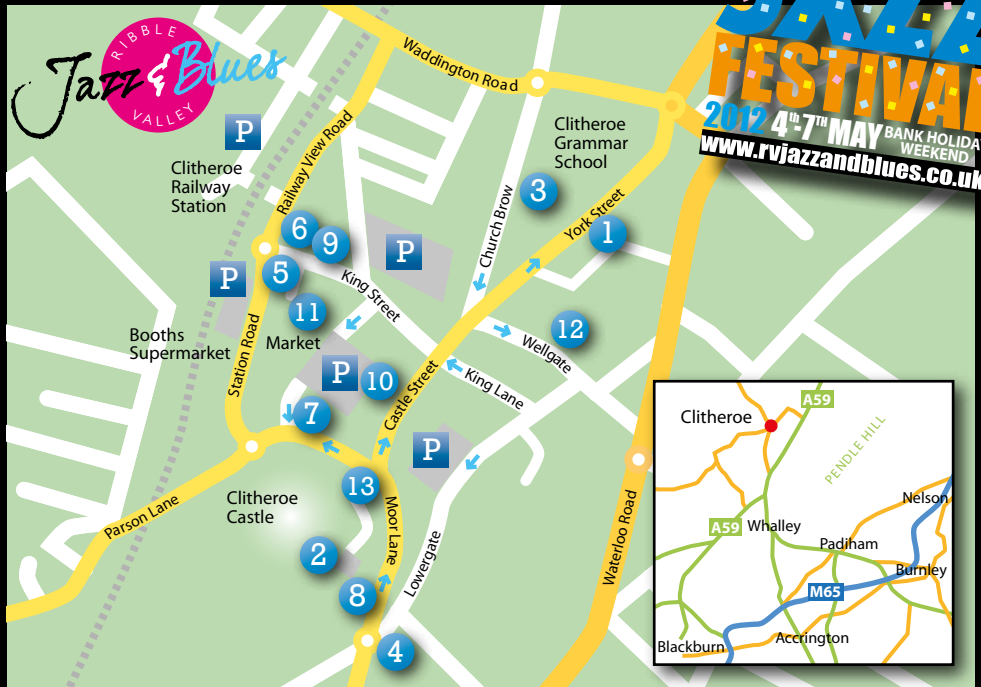 RIBBLE
Jazz & Blues
VALLEY
JAZZ
FESTIVAL
2012 4th-7TH MAY BANK HOLIDA
WEEKEND
www.rvjazzandblues.co.uk
Waddington Road
P
Clitheroe
Railway
Station
Railway View Road
Clitheroe
Grammar
School
3
Church Brow
York Street
1
6
9
P
5
P
King Street
11
12
Booths
Supermarket
Market
Station Road
Wellgate
P
10
Castle Street
King Lane
7
P
13
Clitheroe
Castle
Parson Lane
Moor Lane
2
Lowergate
Waterloo Road
8
4
A59
Clitheroe
PENDLE HILL
Nelson
A59
Whalley
Padiham
Burnley
M65
Accrington
Blackburn